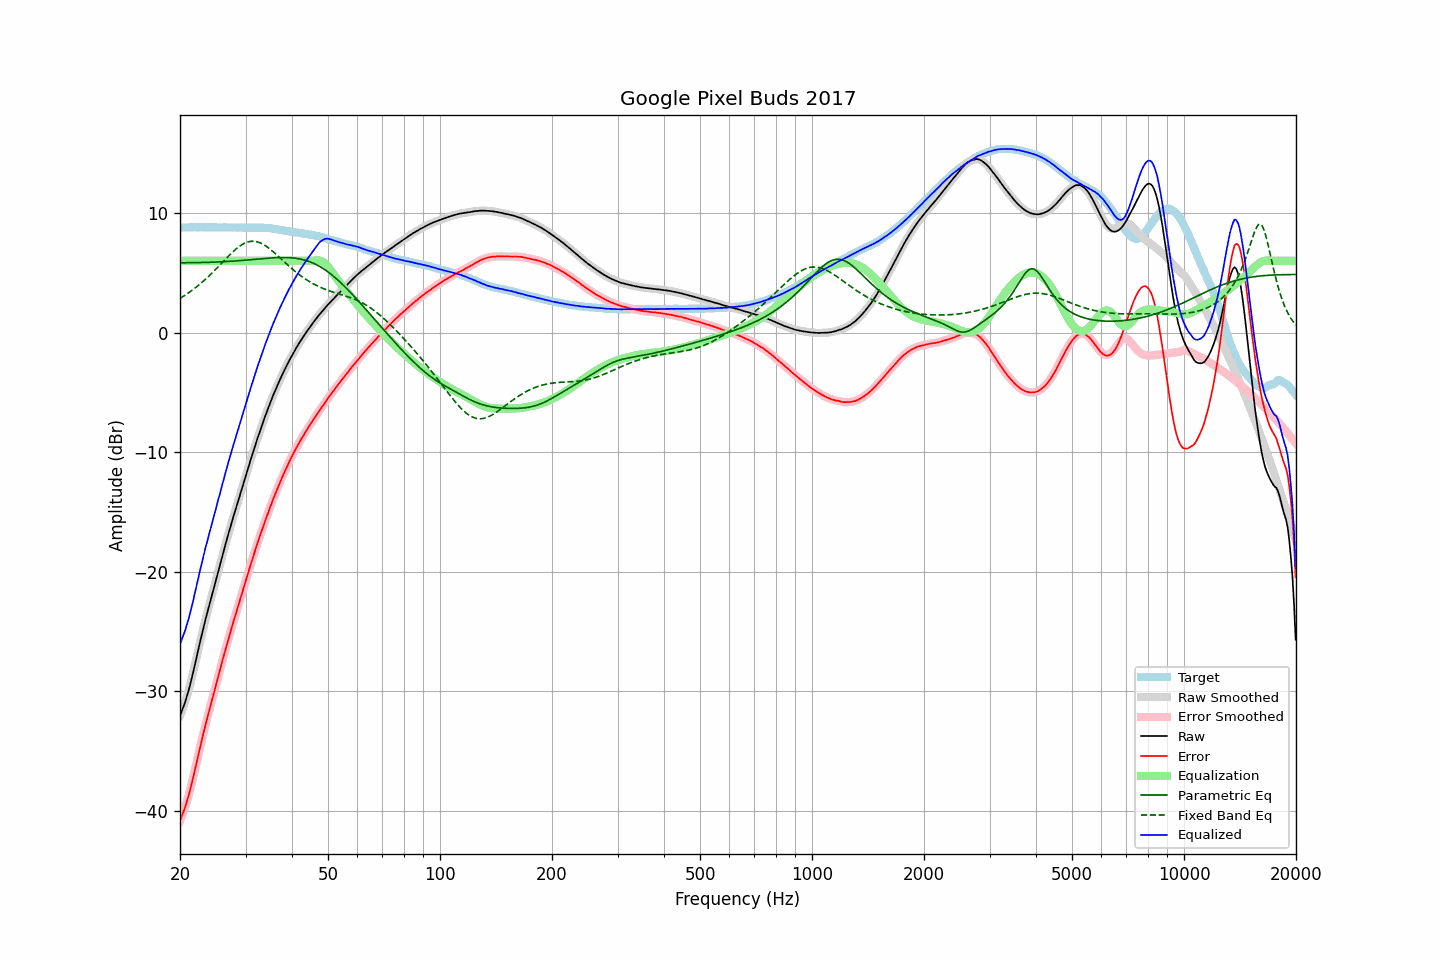 Google Pixel Buds 2017
Amplitude (dBr)
10
0
−10
−20
−30
−40
20
50
100
200
500
1000
2000
5000
10000
20000
Frequency (Hz)
Target
Raw Smoothed
Error Smoothed
Raw
Error
Equalization
Parametric Eq
Fixed Band Eq
Equalized